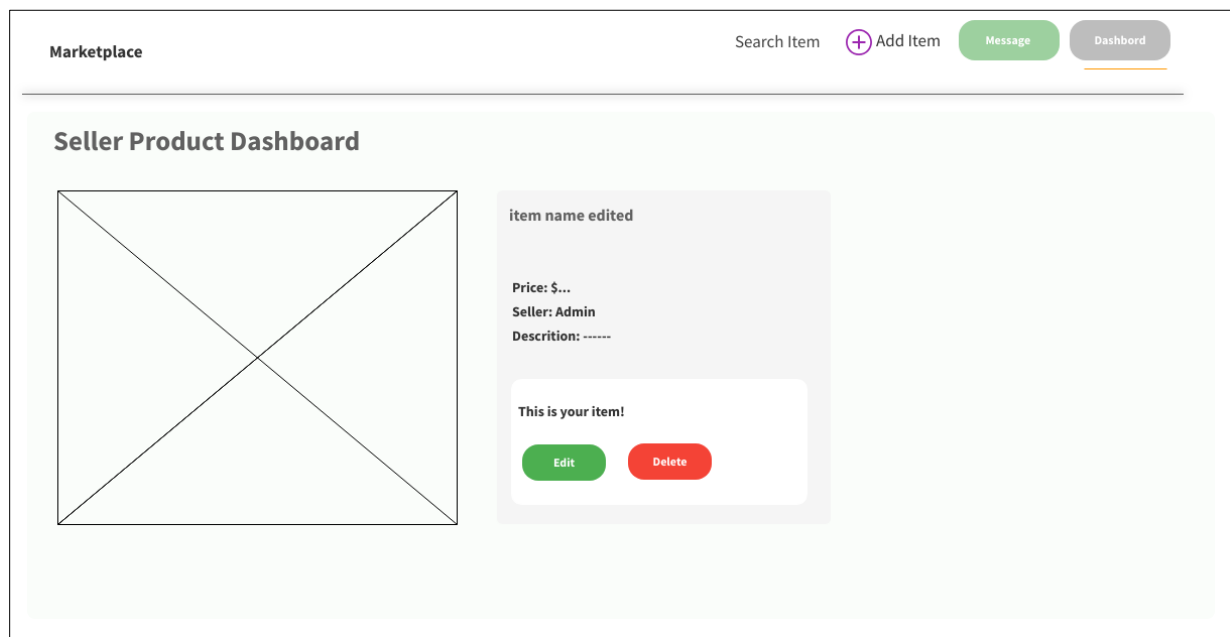 Marketplace
Search Item
Add Item
Message
Dashbord
Seller Product Dashboard
item name edited
Price: $...
Seller: Admin
Descrition: ------
This is your item!
Edit
Delete